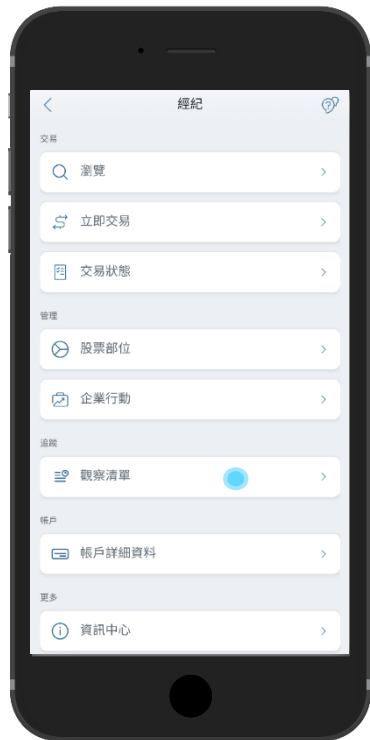 經紀
交易
瀏覽
立即交易
交易狀態
管理
股票部位
企業行動
追蹤
觀察清單
帳戶
帳戶詳細資料
更多
資訊中心